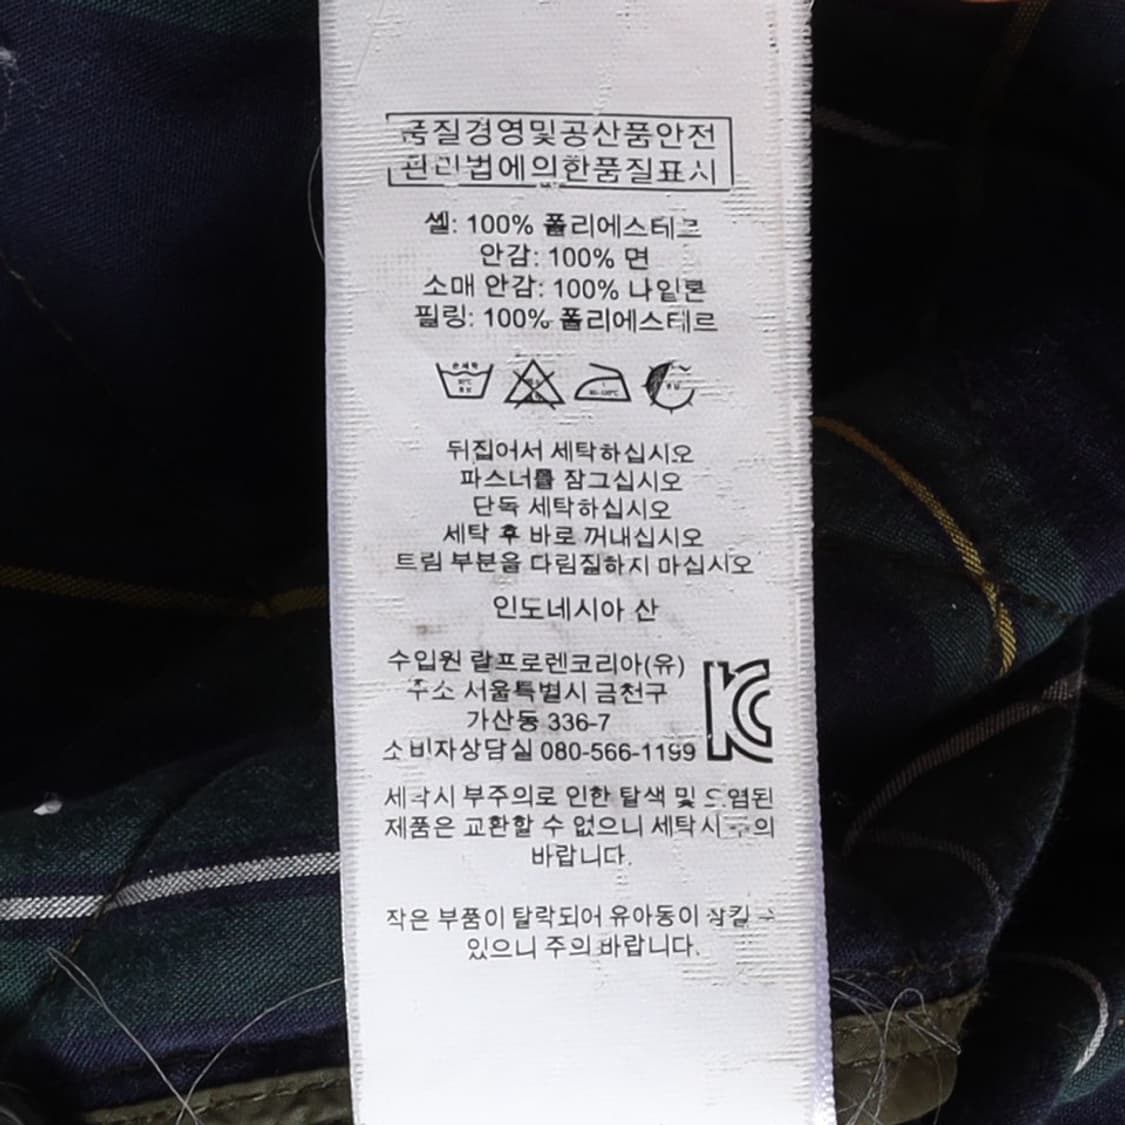 품질경영및공산품안전
관리법에의한품질표시
쉘: 100% 폴리에스테르
안감: 100% 면
소매 안감: 100% 나일론
필링: 100% 폴리에스테르
손세탁
뒤집어서 세탁하십시오
파스너를 잠그십시오
단독 세탁하십시오
세탁 후 바로 꺼내십시오
트림 부분을 다림질하지 마십시오
인도네시아 산
수입원 랄프로렌코리아(유)
주소 서울특별시 금천구
가산동 336-7
소비자상담실 080-566-1199
세탁시 부주의로 인한 탈색 및 오염된
제품은 교환할 수 없으니 세탁시 주의
바랍니다.
작은 부품이 탈락되어 유아동이 삼킬 수
있으니 주의 바랍니다.